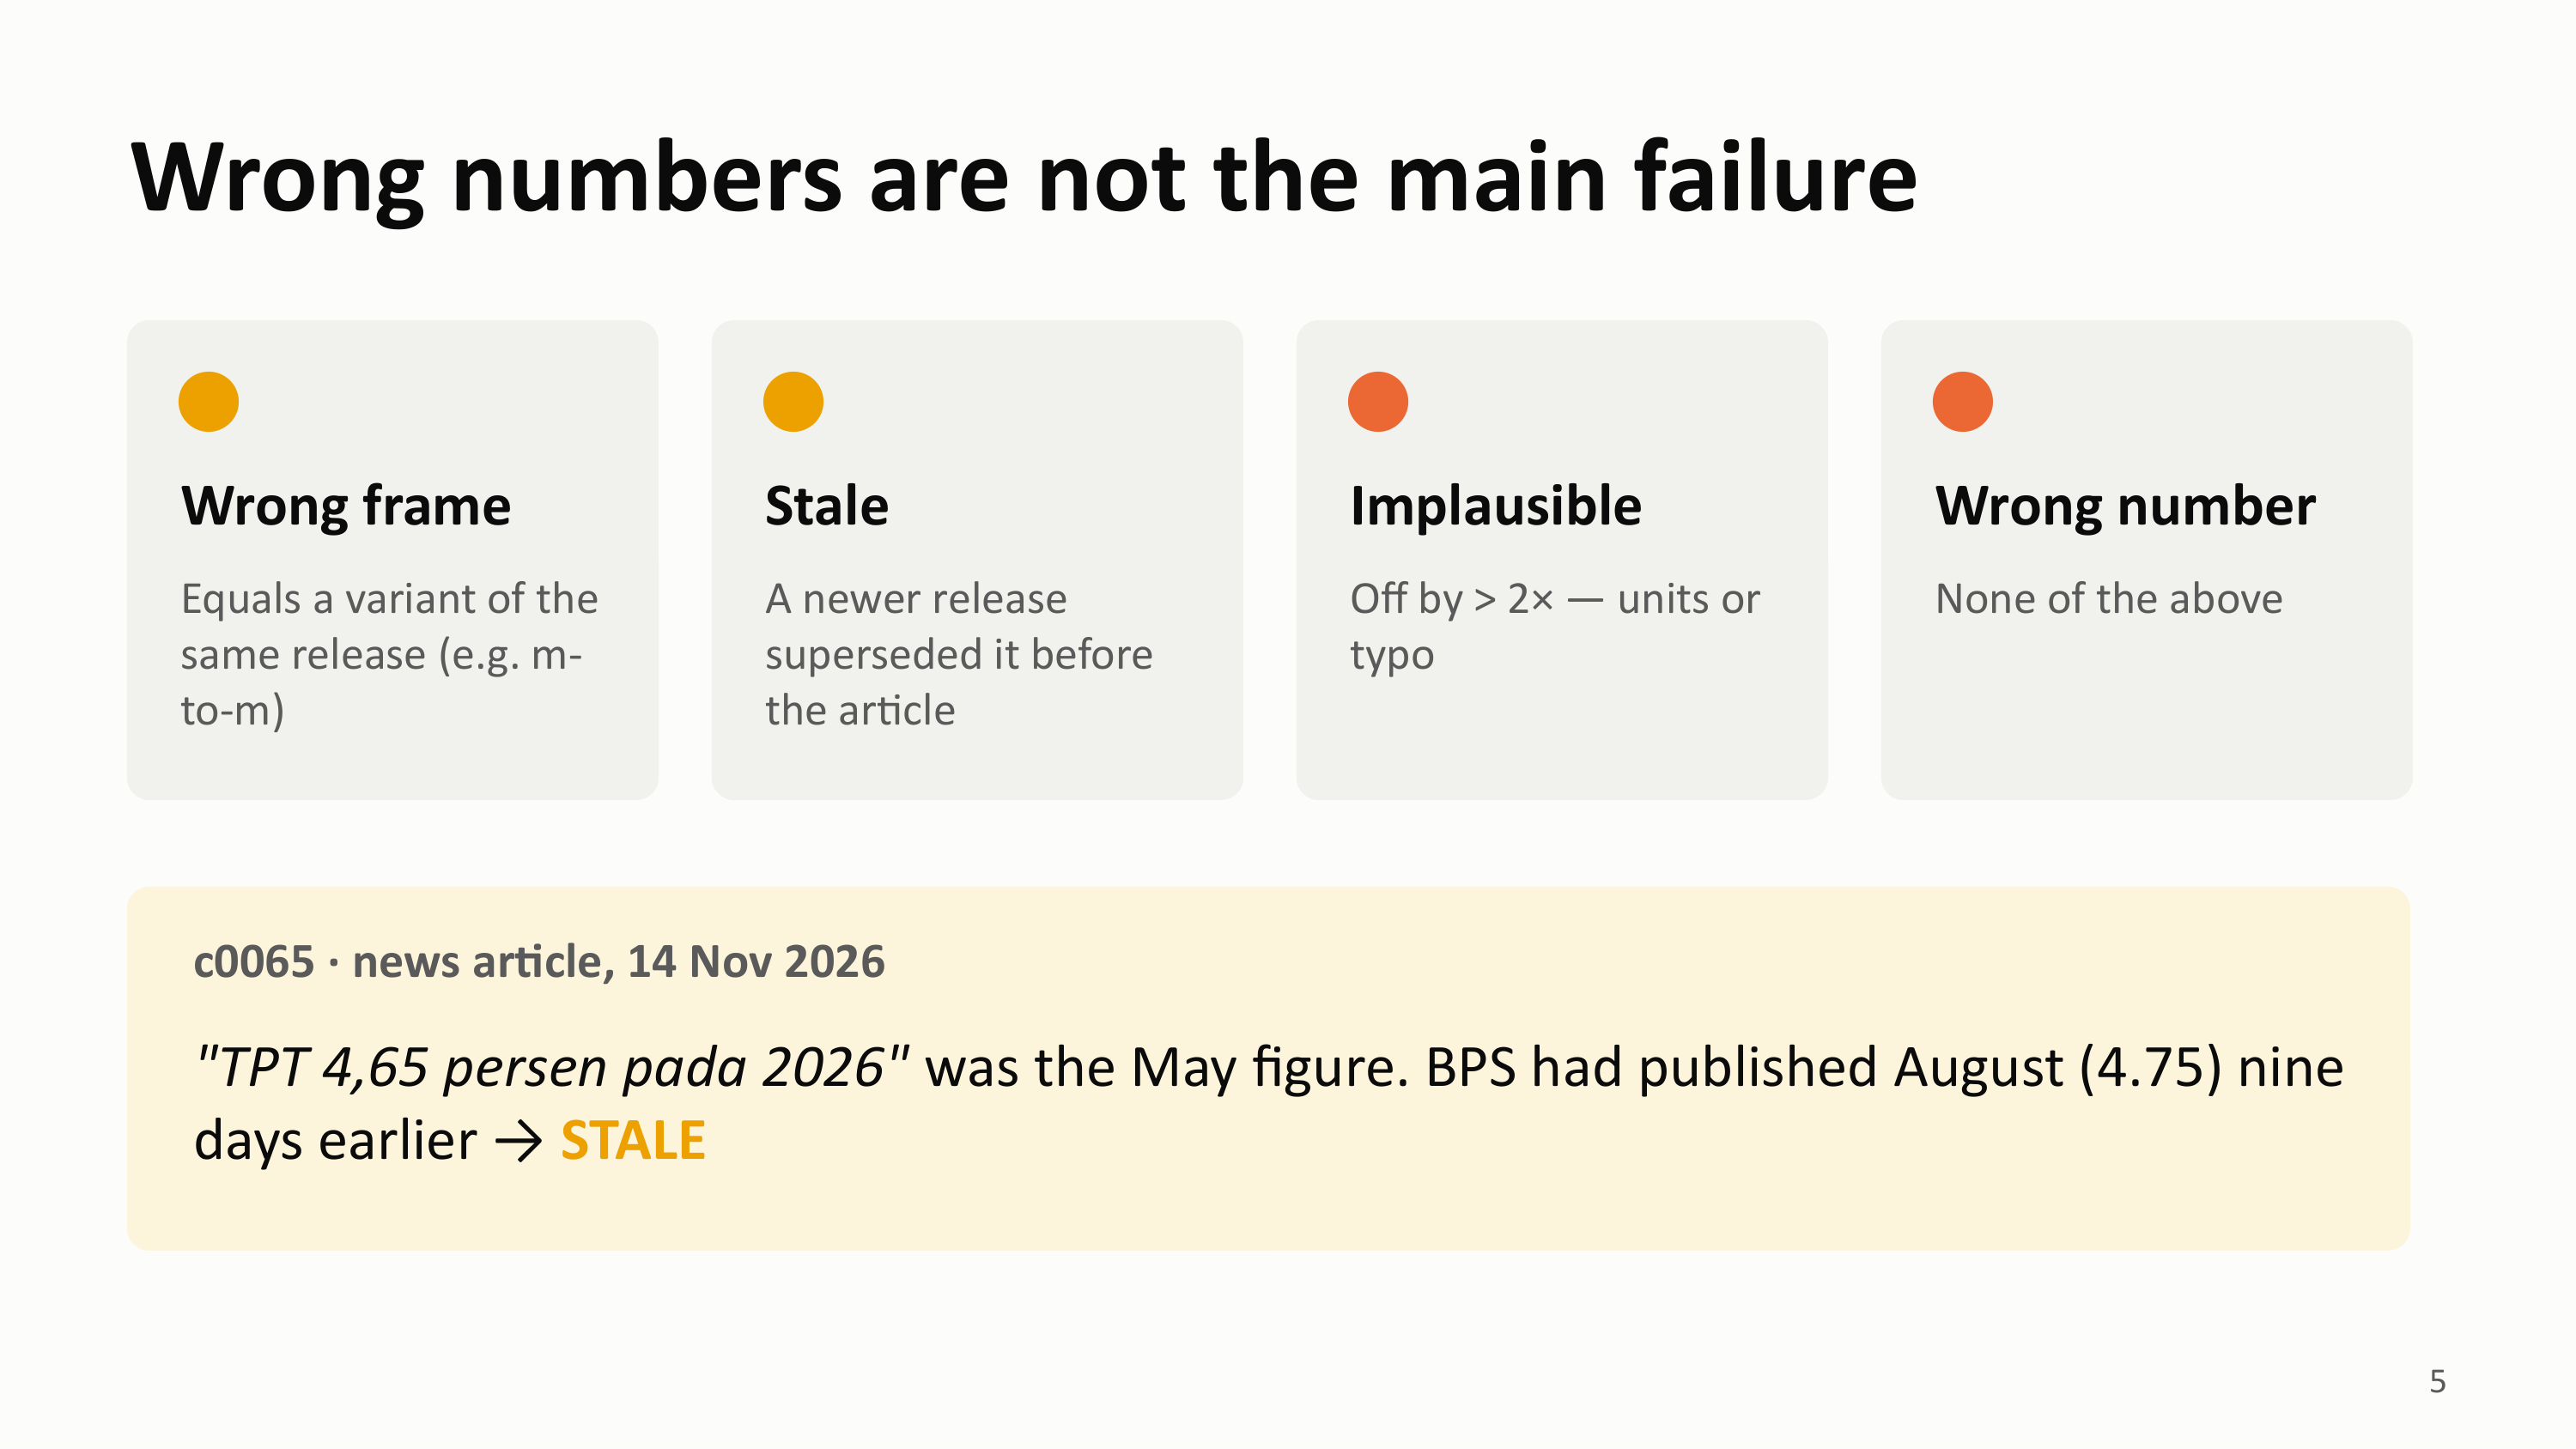 Wrong numbers are not the main failure
Wrong frame
Equals a variant of the
same release (e.g. m-
to-m)
Stale
A newer release
superseded it before
the article
Implausible
Off by > 2× — units or
typo
Wrong number
None of the above
c0065 · news article, 14 Nov 2026
"TPT 4,65 persen pada 2026" was the May figure. BPS had published August (4.75) nine
days earlier → STALE
5